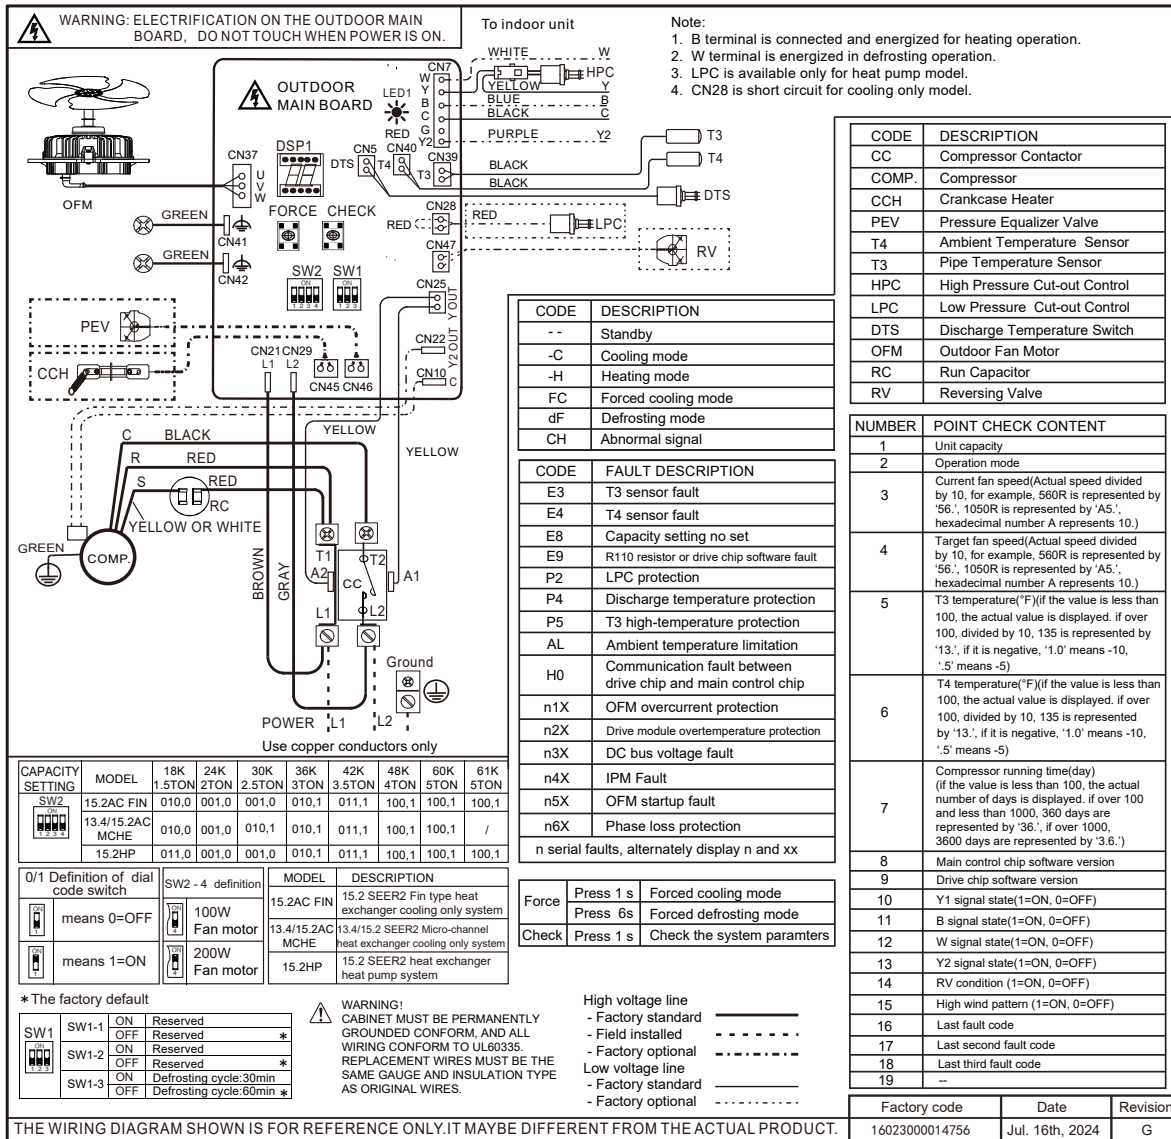 WARNING: ELECTRIFICATION ON THE OUTDOOR MAIN
BOARD, DO NOT TOUCH WHEN POWER IS ON.
To indoor unit
Note:
1. B terminal is connected and energized for heating operation.
2. W terminal is energized in defrosting operation.
3. LPC is available only for heat pump model.
4. CN28 is short circuit for cooling only model.
OUTDOOR
MAIN BOARD
LED1
CN7
W
Y
B
C
G
Y2
WHITE W
HPC
YELLOW Y
BLUE B
BLACK C
PURPLE Y2
RED
CN5
CN40
CN39
DTS
T4
T3
BLACK
BLACK
T3
T4
DTS
CN28
RED
RED
LPC
CN47
RV
CN37
U
V
W
DSP1
OFM
FORCE CHECK
GREEN
CN41
GREEN
CN42
SW2 SW1
ON
1 2 3 4
ON
1 2 3
CN25
Y OUT
CN22
Y2 OUT
CN10
C
PEV
CCH
CN21 CN29
L1 L2
CN45 CN46
YELLOW
YELLOW
C BLACK
R RED
S RED
RC
YELLOW OR WHITE
GREEN
COMP.
BROWN
GRAY
T1
T2
A2
CC
A1
L1
L2
Ground
POWER L1 L2
Use copper conductors only
CODE DESCRIPTION
CC Compressor Contactor
COMP. Compressor
CCH Crankcase Heater
PEV Pressure Equalizer Valve
T4 Ambient Temperature Sensor
T3 Pipe Temperature Sensor
HPC High Pressure Cut-out Control
LPC Low Pressure Cut-out Control
DTS Discharge Temperature Switch
OFM Outdoor Fan Motor
RC Run Capacitor
RV Reversing Valve
CODE DESCRIPTION
- - Standby
-C Cooling mode
-H Heating mode
FC Forced cooling mode
dF Defrosting mode
CH Abnormal signal
CODE FAULT DESCRIPTION
E3 T3 sensor fault
E4 T4 sensor fault
E8 Capacity setting no set
E9 R110 resistor or drive chip software fault
P2 LPC protection
P4 Discharge temperature protection
P5 T3 high-temperature protection
AL Ambient temperature limitation
H0 Communication fault between
drive chip and main control chip
n1X OFM overcurrent protection
n2X Drive module overtemperature protection
n3X DC bus voltage fault
n4X IPM Fault
n5X OFM startup fault
n6X Phase loss protection
n serial faults, alternately display n and xx
Force Press 1 s Forced cooling mode
Press 6s Forced defrosting mode
Check Press 1 s Check the system paramters
NUMBER POINT CHECK CONTENT
1 Unit capacity
2 Operation mode
3 Current fan speed(Actual speed divided
by 10, for example, 560R is represented by
'56.', 1050R is represented by 'A5.',
hexadecimal number A represents 10.)
4 Target fan speed(Actual speed divided
by 10, for example, 560R is represented by
'56.', 1050R is represented by 'A5.',
hexadecimal number A represents 10.)
5 T3 temperature(°F)(if the value is less than
100, the actual value is displayed. if over
100, divided by 10, 135 is represented by
'13.', if it is negative, '1.0' means -10,
'.5' means -5)
6 T4 temperature(°F)(if the value is less than
100, the actual value is displayed. if over
100, divided by 10, 135 is represented
by '13.', if it is negative, '1.0' means -10,
'.5' means -5)
7 Compressor running time(day)
(if the value is less than 100, the actual
number of days is displayed. if over 100
and less than 1000, 360 days are
represented by '36.', if over 1000,
3600 days are represented by '3.6.')
8 Main control chip software version
9 Drive chip software version
10 Y1 signal state(1=ON, 0=OFF)
11 B signal state(1=ON, 0=OFF)
12 W signal state(1=ON, 0=OFF)
13 Y2 signal state(1=ON, 0=OFF)
14 RV condition (1=ON, 0=OFF)
15 High wind pattern (1=ON, 0=OFF)
16 Last fault code
17 Last second fault code
18 Last third fault code
19 --
CAPACITY SETTING MODEL 18K 1.5TON 24K 2TON 30K 2.5TON 36K 3TON 42K 3.5TON 48K 4TON 60K 5TON 61K 5TON
SW2
ON
1 2 3 4
15.2AC FIN 010,0 001,0 001,0 010,1 011,1 100,1 100,1 100,1
13.4/15.2AC MCHE 010,0 001,0 010,1 010,1 011,1 100,1 100,1 /
15.2HP 011,0 001,0 001,0 010,1 011,1 100,1 100,1 100,1
0/1 Definition of dial
code switch
ON
1
means 0=OFF
ON
1
means 1=ON
SW2 - 4 definition
ON
4
100W
Fan motor
ON
4
200W
Fan motor
MODEL DESCRIPTION
15.2AC FIN 15.2 SEER2 Fin type heat
exchanger cooling only system
13.4/15.2AC MCHE 13.4/15.2 SEER2 Micro-channel
heat exchanger cooling only system
15.2HP 15.2 SEER2 heat exchanger
heat pump system
*The factory default
SW1
ON
1 2 3
SW1-1 ON Reserved
OFF Reserved *
SW1-2 ON Reserved
OFF Reserved *
SW1-3 ON Defrosting cycle:30min
OFF Defrosting cycle:60min *
WARNING!
CABINET MUST BE PERMANENTLY
GROUNDED CONFORM, AND ALL
WIRING CONFORM TO UL60335.
REPLACEMENT WIRES MUST BE THE
SAME GAUGE AND INSULATION TYPE
AS ORIGINAL WIRES.
High voltage line
- Factory standard
- Field installed
- Factory optional
Low voltage line
- Factory standard
- Factory optional
THE WIRING DIAGRAM SHOWN IS FOR REFERENCE ONLY.IT MAYBE DIFFERENT FROM THE ACTUAL PRODUCT.
Factory code Date Revision
16023000014756 Jul. 16th, 2024 G